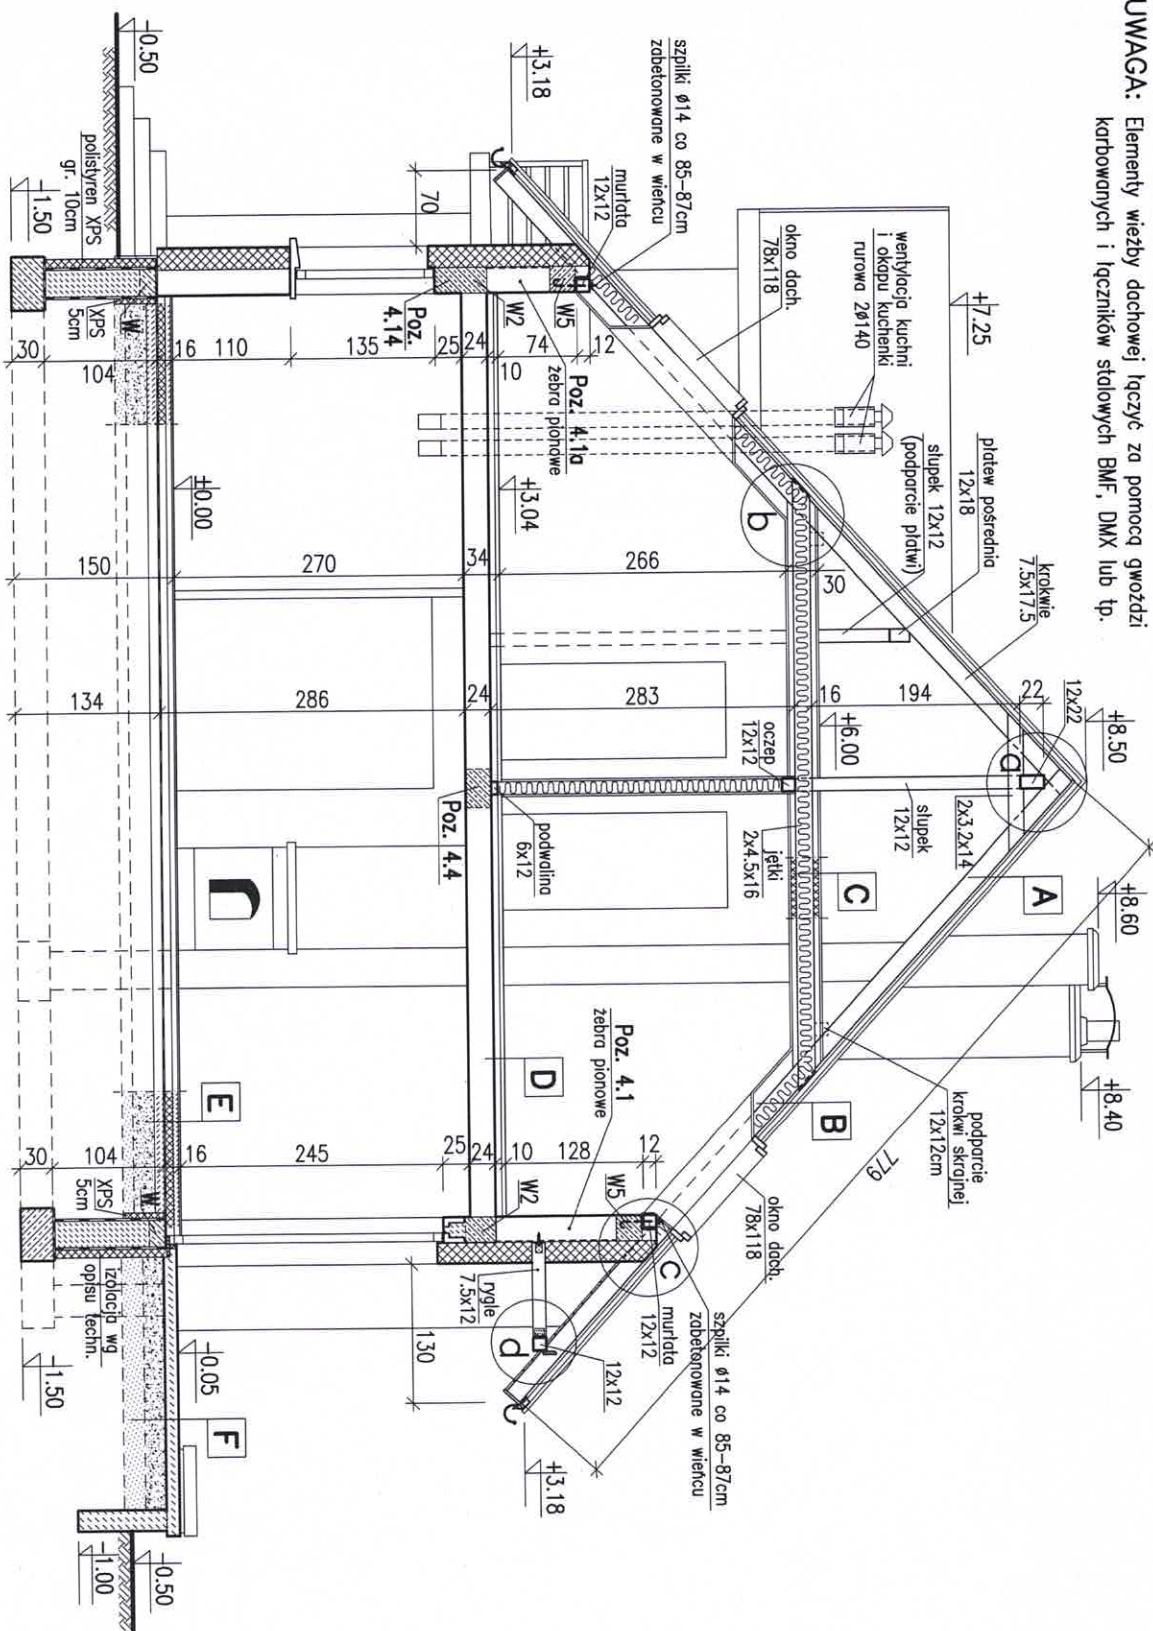 UWAGA: Elementy więźby dachowej łączyć za pomocą gwoździ
karbowanych i łączników stalowych BMF, DMX lub tp.
+8.50
+8.60
+8.40
+7.25
12x22
a
22
2x3.2x14
A
krokwie
7.5x17.5
płatew pośrednia
12x18
słupek 12x12
(podparcie płatwi)
wentylacja kuchni
i okapu kuchenki
rurowa 2ø140
okno dach.
78x118
słupek
12x12
194
+6.00
16
30
jętki
2x4.5x16
C
podparcie
krokwi skrajnej
12x12cm
779
B
okno dach.
78x118
szpilki ø14 co 85-87cm
zabetonowane w wieńcu
murłata
12x12
b
oczep
12x12
szpilki ø14 co 85-87cm
zabetonowane w wieńcu
murłata
12x12
c
+3.18
70
W5
W2
12
74
10
24
25
Poz. 4.1a
żebra pionowe
+3.04
266
283
34
24
podwalina
6x12
Poz. 4.4
Poz.
4.14
D
Poz. 4.1
żebra pionowe
W5
W2
12
128
10
24
25
rygle
7.5x12
d
12x12
+3.18
130
135
110
16
270
286
245
16
±0.00
E
-0.50
polistyren XPS
gr. 10cm
XPS
5cm
W
104
30
-1.50
150
134
104
30
W
XPS
5cm
izolacja wg
opisu techn.
-0.05
F
-1.50
-0.50
-1.00